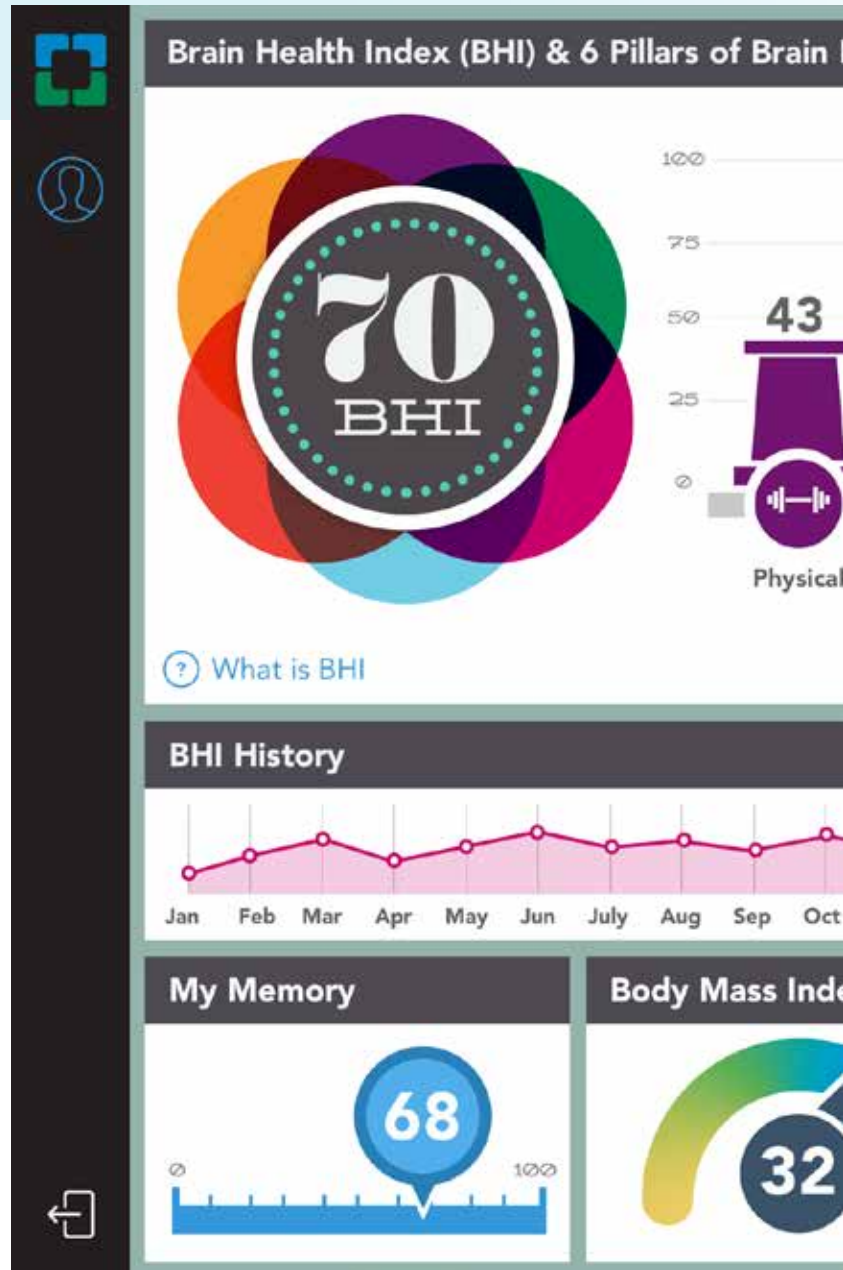 Brain Health Index (BHI) & 6 Pillars of Brain
70
BHI
100
75
50
25
0
43
Physical
? What is BHI
BHI History
Jan Feb Mar Apr May Jun July Aug Sep Oct
My Memory
68
0 100
Body Mass Inde
32